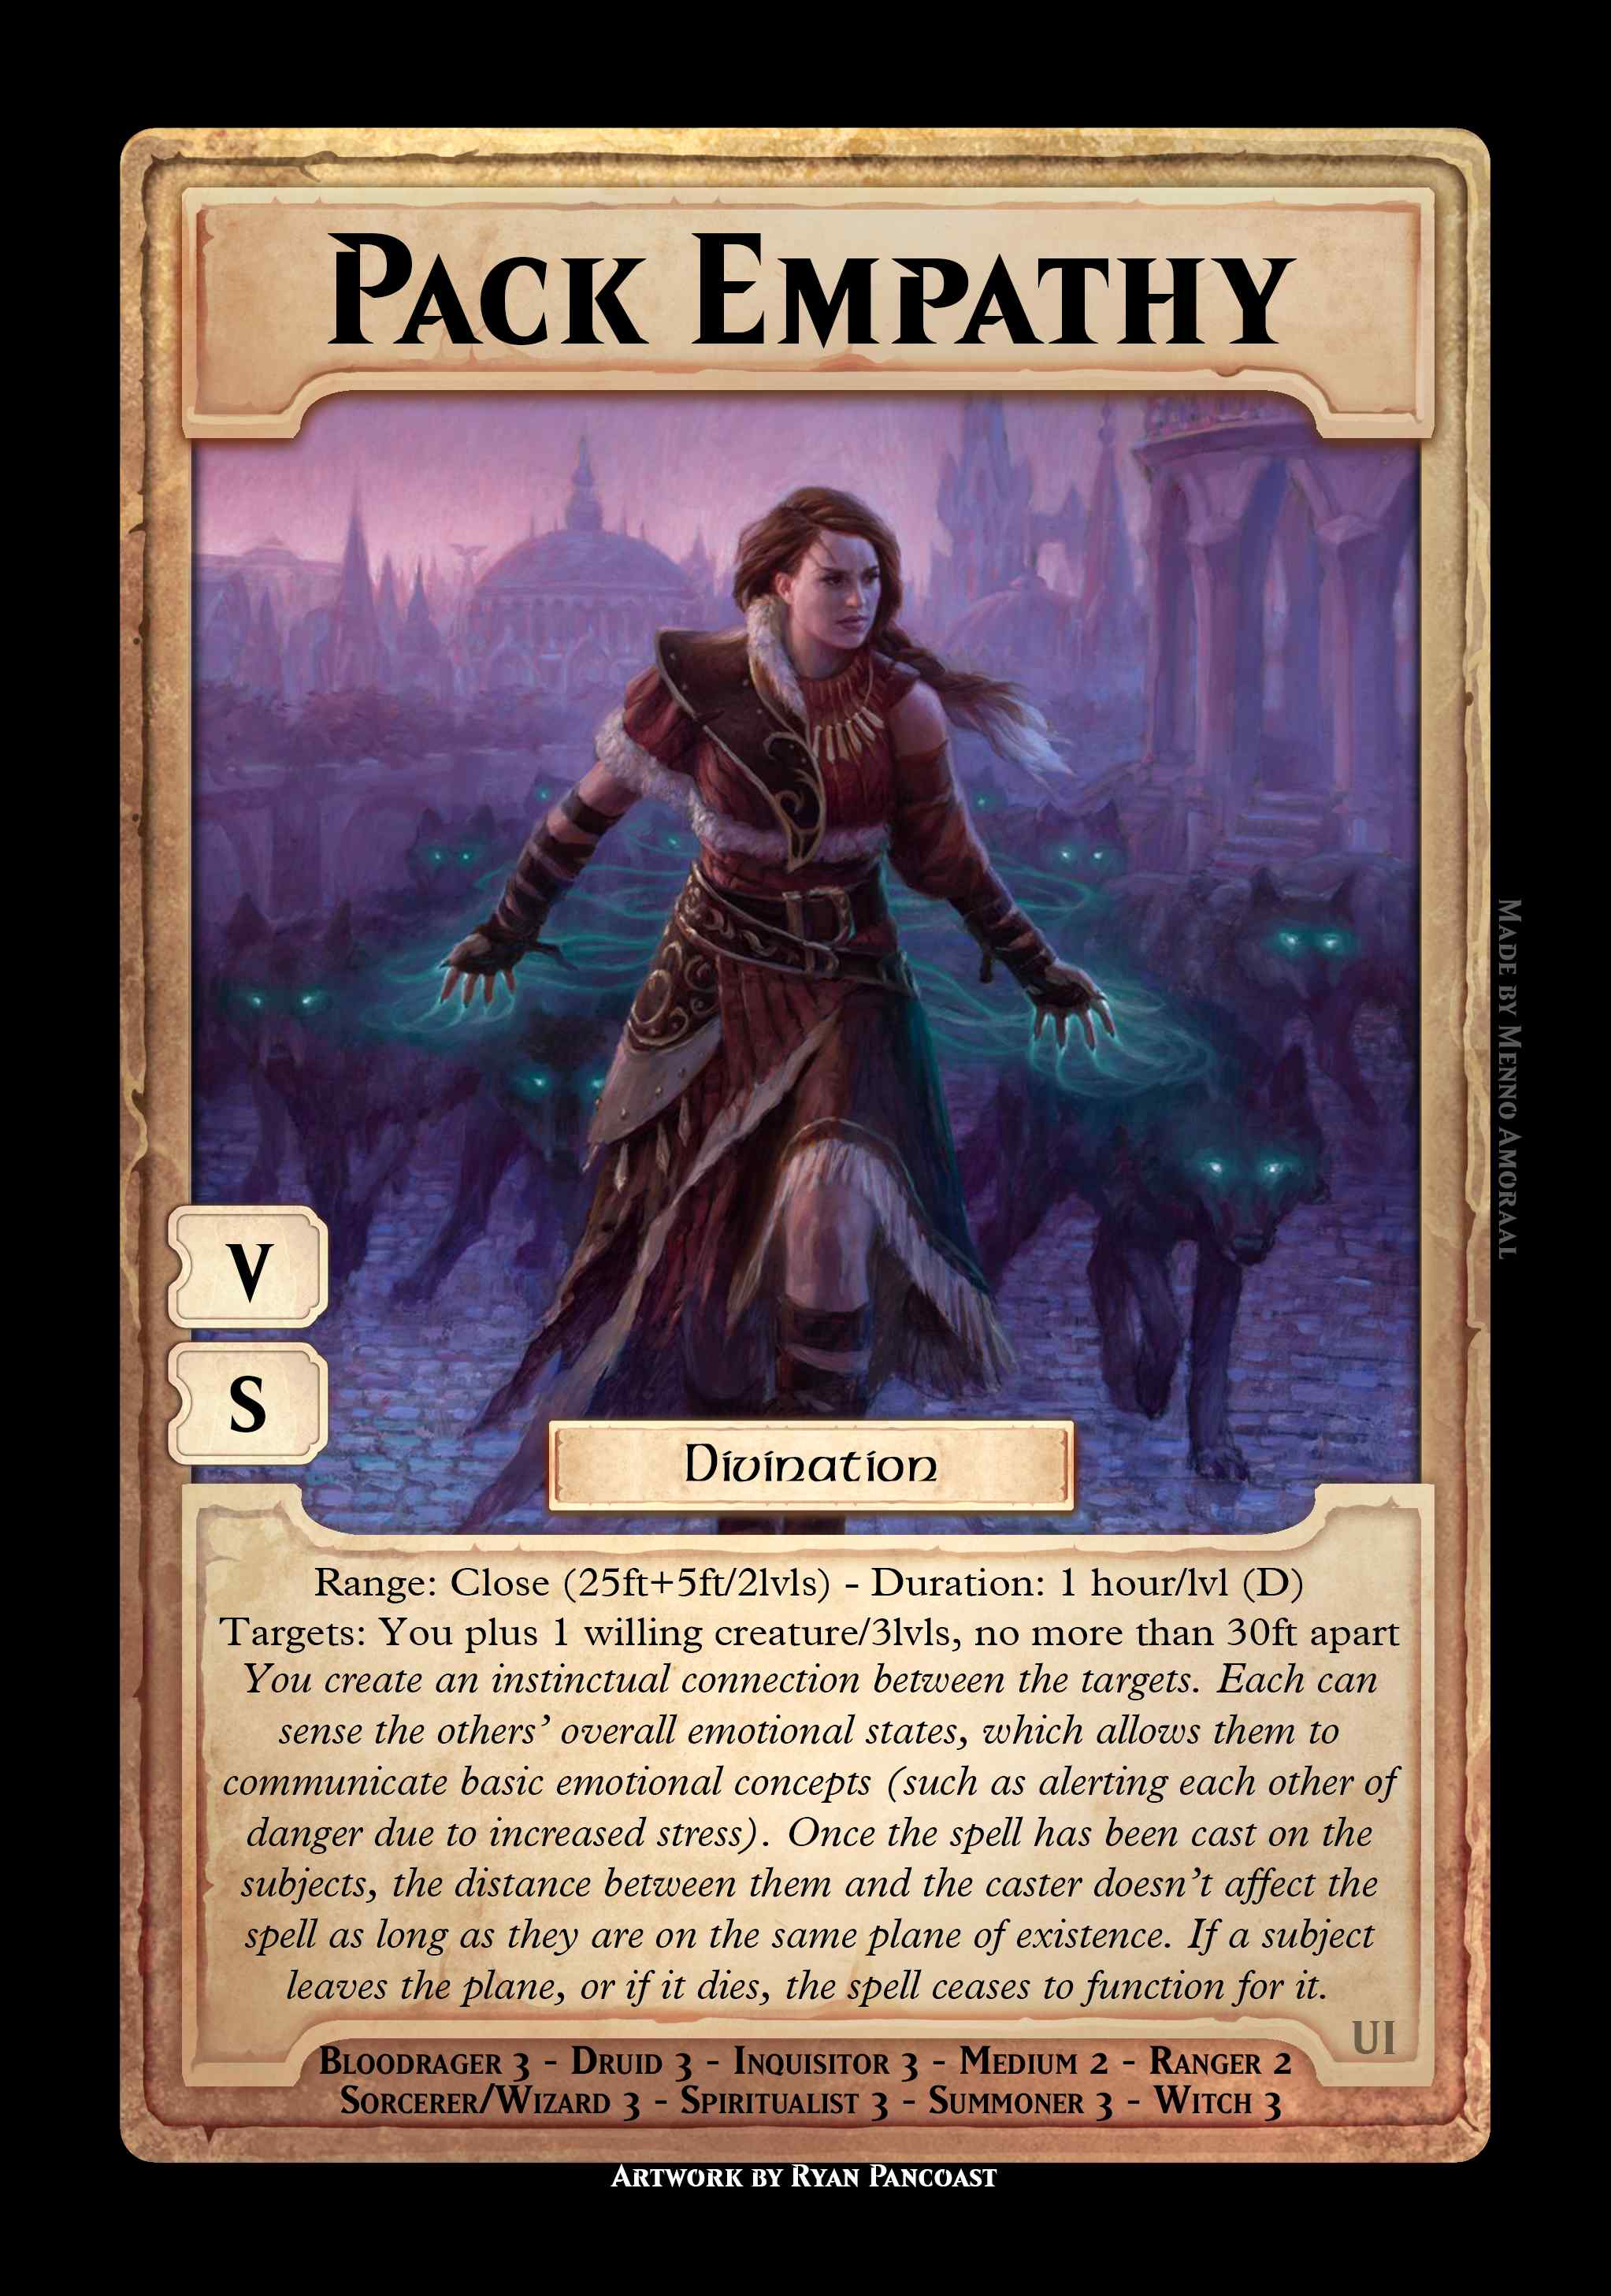 Pack Empathy
Made by Menno Amoraal
V
S
Divination
Range: Close (25ft+5ft/2lvls) - Duration: 1 hour/lvl (D)
Targets: You plus 1 willing creature/3lvls, no more than 30ft apart
You create an instinctual connection between the targets. Each can
sense the others’ overall emotional states, which allows them to
communicate basic emotional concepts (such as alerting each other of
danger due to increased stress). Once the spell has been cast on the
subjects, the distance between them and the caster doesn’t affect the
spell as long as they are on the same plane of existence. If a subject
leaves the plane, or if it dies, the spell ceases to function for it.
UI
Bloodrager 3 - Druid 3 - Inquisitor 3 - Medium 2 - Ranger 2
Sorcerer/Wizard 3 - Spiritualist 3 - Summoner 3 - Witch 3
Artwork by Ryan Pancoast